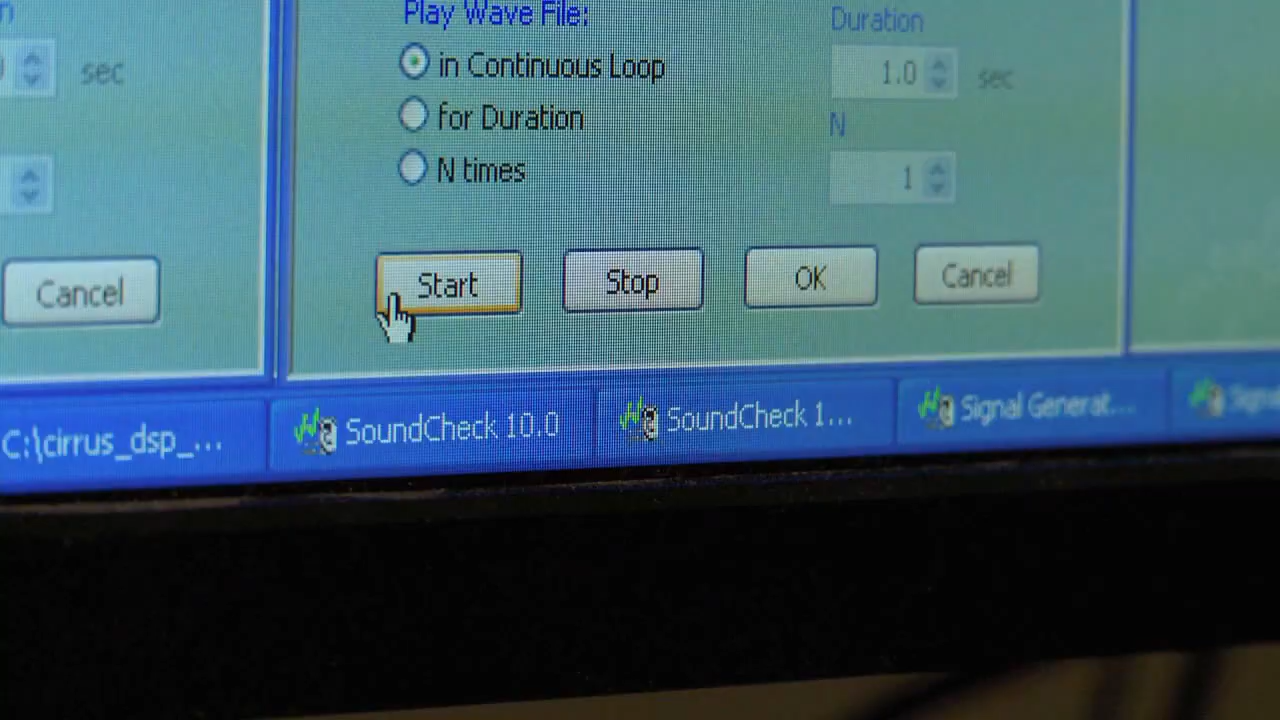 Play Wave File:
Duration
in Continuous Loop
1.0
sec
sec
for Duration
N
N times
1
Cancel
Start
Stop
OK
Cancel
C:\cirrus_dsp_...
SoundCheck 10.0
SoundCheck 1...
Signal Generat...